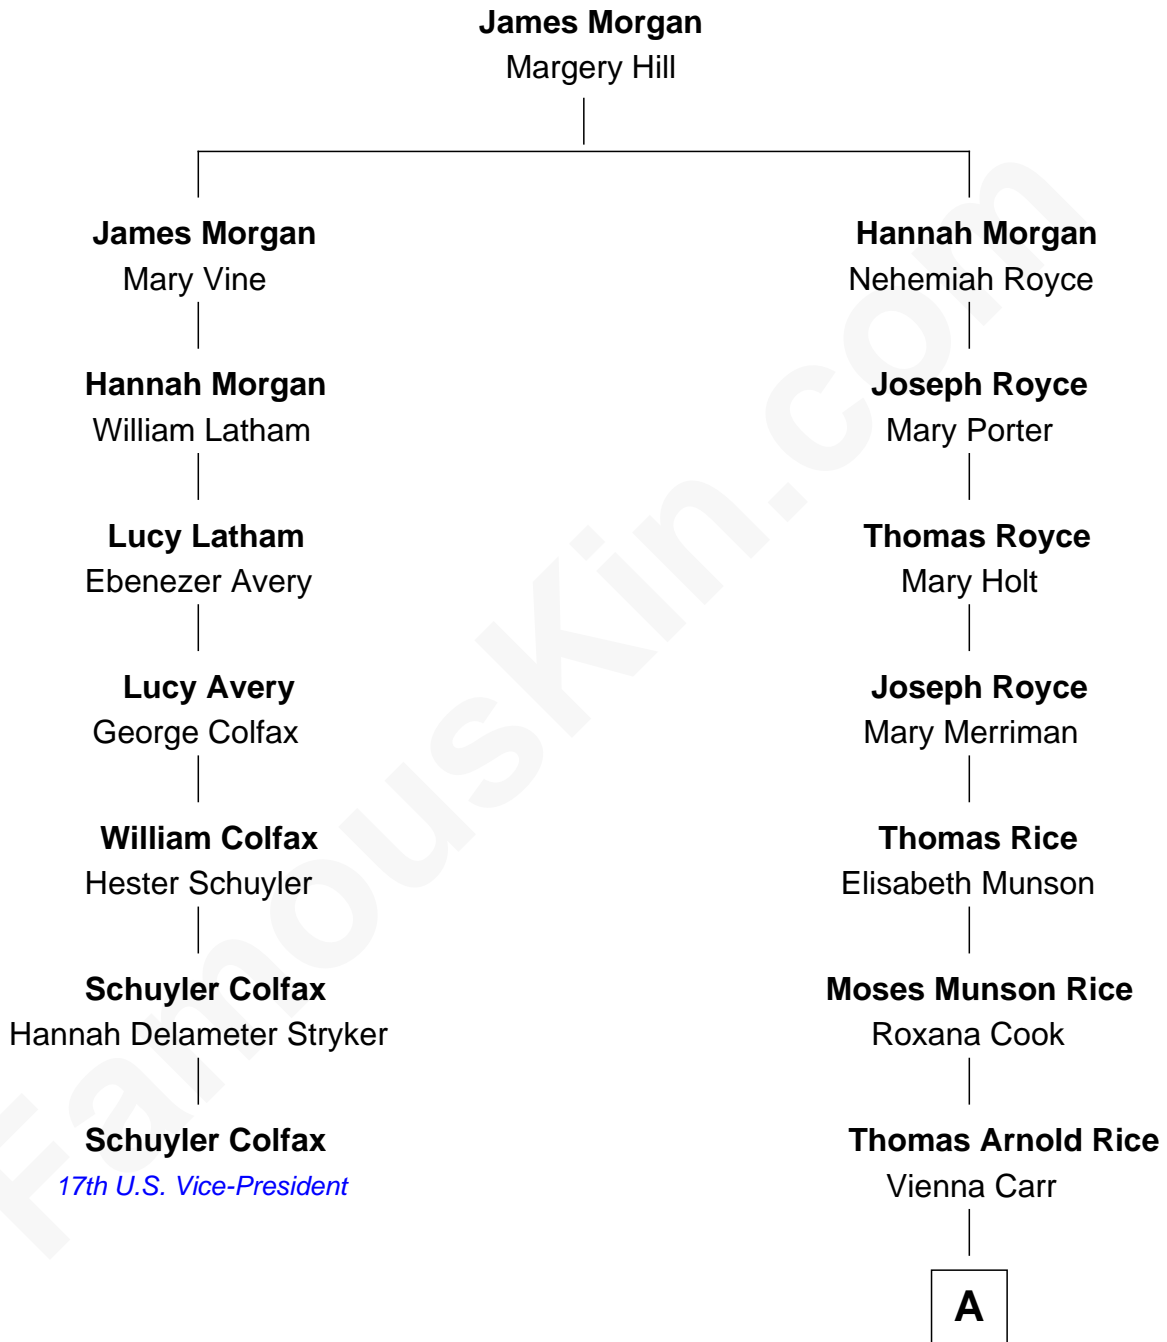 James Morgan
Margery Hill
James Morgan
Mary Vine
Hannah Morgan
William Latham
Lucy Latham
Ebenezer Avery
Lucy Avery
George Colfax
William Colfax
Hester Schuyler
Schuyler Colfax
Hannah Delameter Stryker
Schuyler Colfax
17th U.S. Vice-President
Hannah Morgan
Nehemiah Royce
Joseph Royce
Mary Porter
Thomas Royce
Mary Holt
Joseph Royce
Mary Merriman
Thomas Rice
Elisabeth Munson
Moses Munson Rice
Roxana Cook
Thomas Arnold Rice
Vienna Carr
A
FamousKin.com